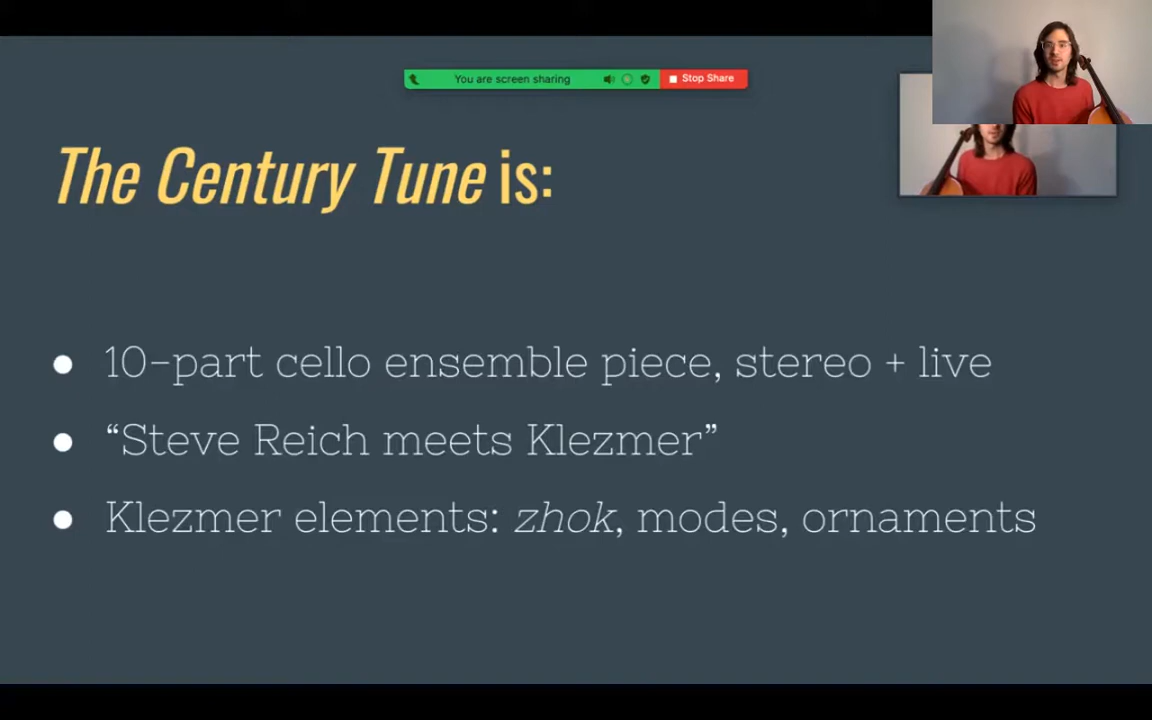 You are screen sharing Stop Share
The Century Tune is:
● 10-part cello ensemble piece, stereo + live
● “Steve Reich meets Klezmer”
● Klezmer elements: zhok, modes, ornaments